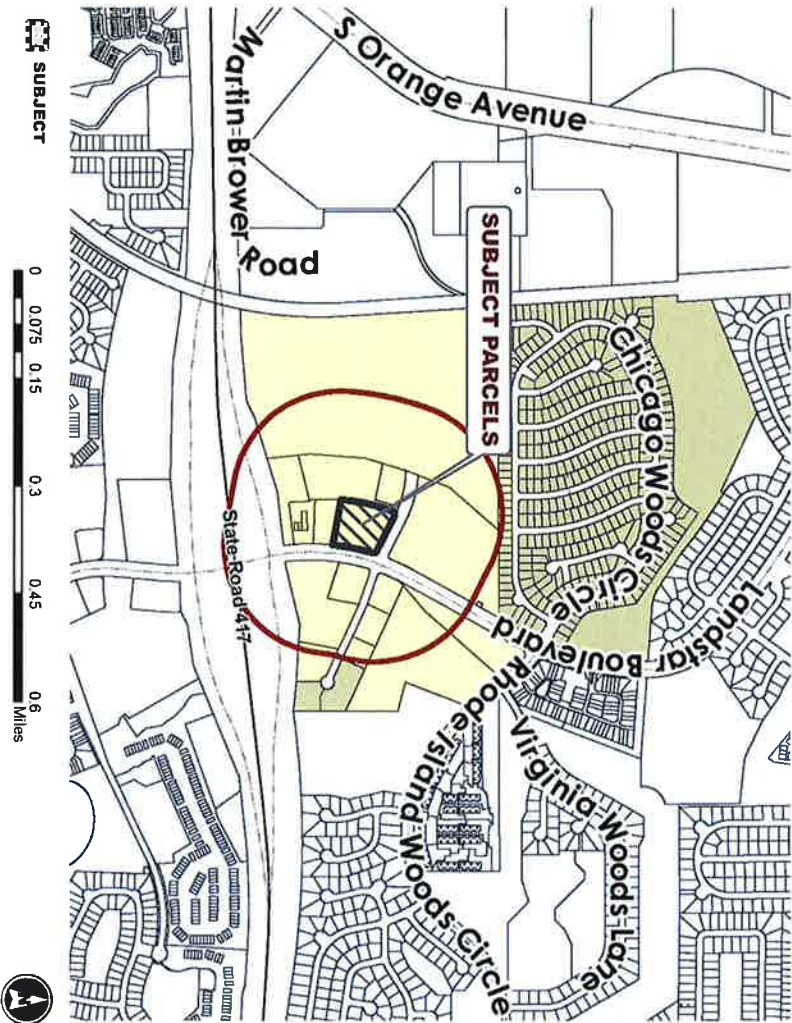 S Orange Avenue
Martin Brower Road
SUBJECT PARCELS
Chicago Woods Circle
Landstar Boulevard
Rhode Island Woods Circle
Virginia Woods Lane
State Road 417
SUBJECT
0 0.075 0.15 0.3 0.45 0.6
Miles